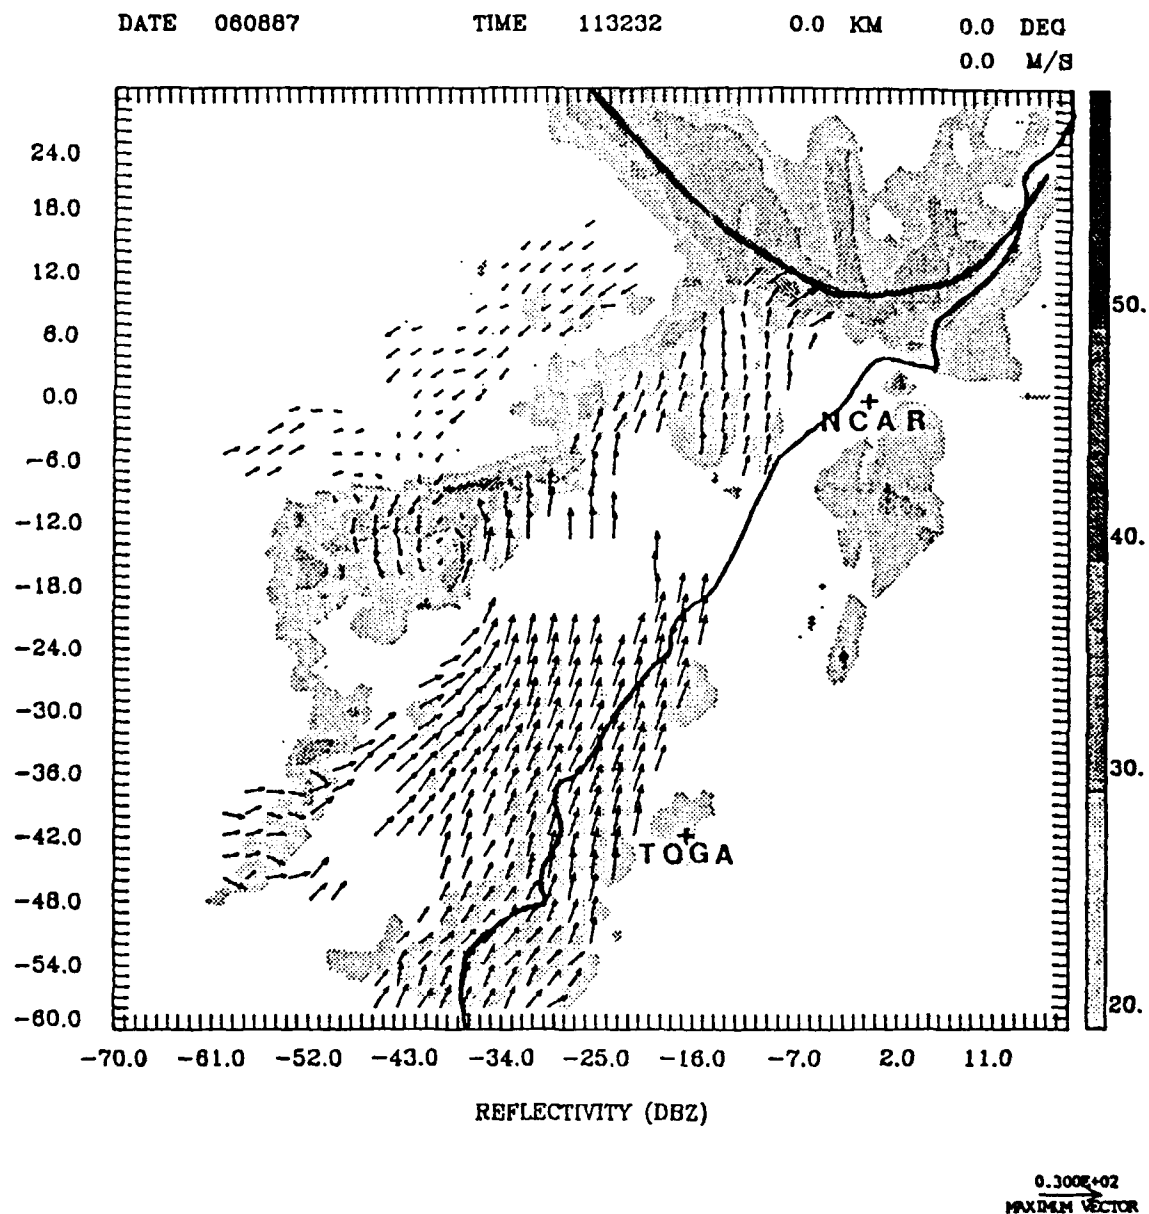 DATE 060887 TIME 113232 0.0 KM 0.0 DEG
0.0 M/S
24.0
18.0
12.0
6.0
0.0
-6.0
-12.0
-18.0
-24.0
-30.0
-36.0
-42.0
-48.0
-54.0
-60.0
50.
40.
30.
20.
NCAR
TOGA
-70.0 -61.0 -52.0 -43.0 -34.0 -25.0 -16.0 -7.0 2.0 11.0
REFLECTIVITY (DBZ)
0.300E+02
MAXIMUM VECTOR